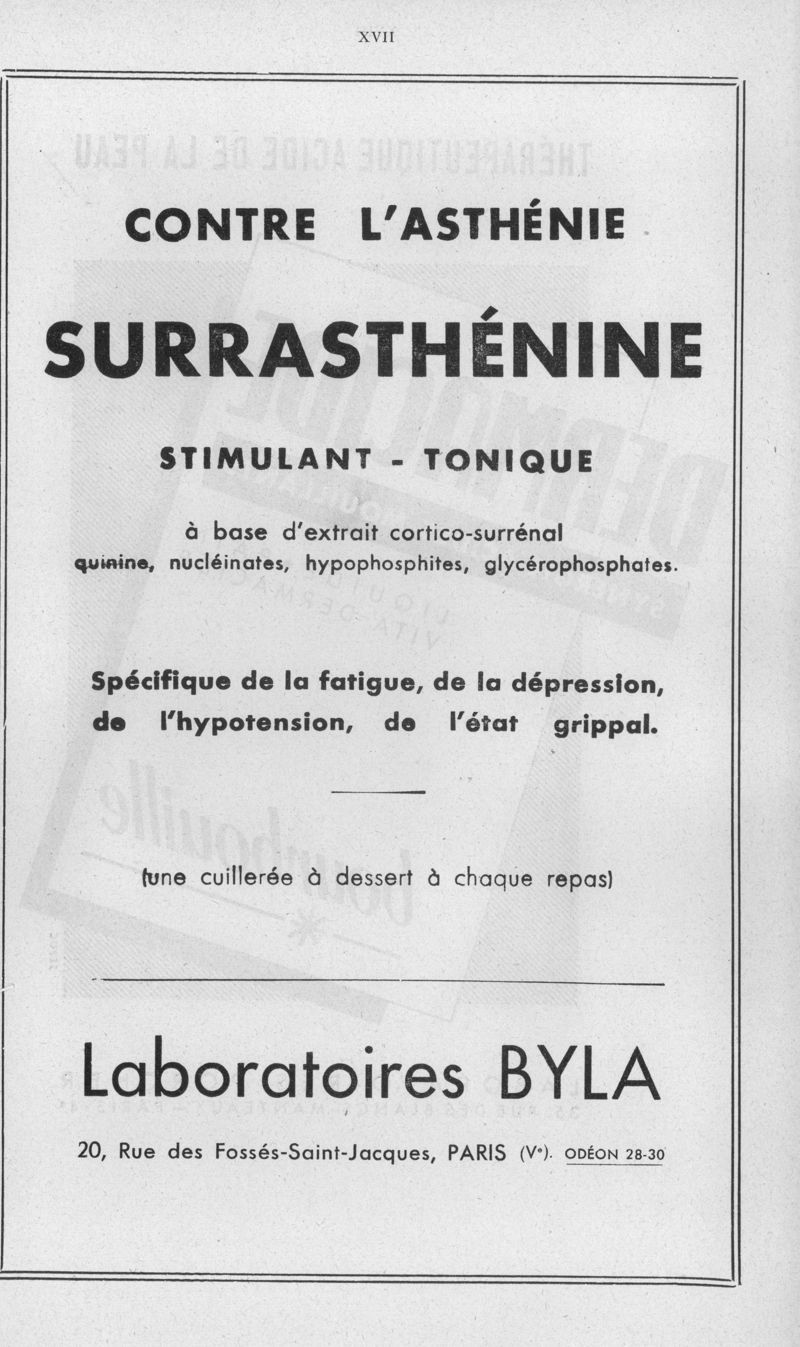 XVII
CONTRE L'ASTHÉNIE
SURRASTHÉNINE
STIMULANT - TONIQUE
à base d'extrait cortico-surrénal
quinine, nucléinates, hypophosphites, glycérophosphates.
Spécifique de la fatigue, de la dépression,
de l'hypotension, de l'état grippal.
(une cuillerée à dessert à chaque repas)
Laboratoires BYLA
20, Rue des Fossés-Saint-Jacques, PARIS (Ve). ODÉON 28-30